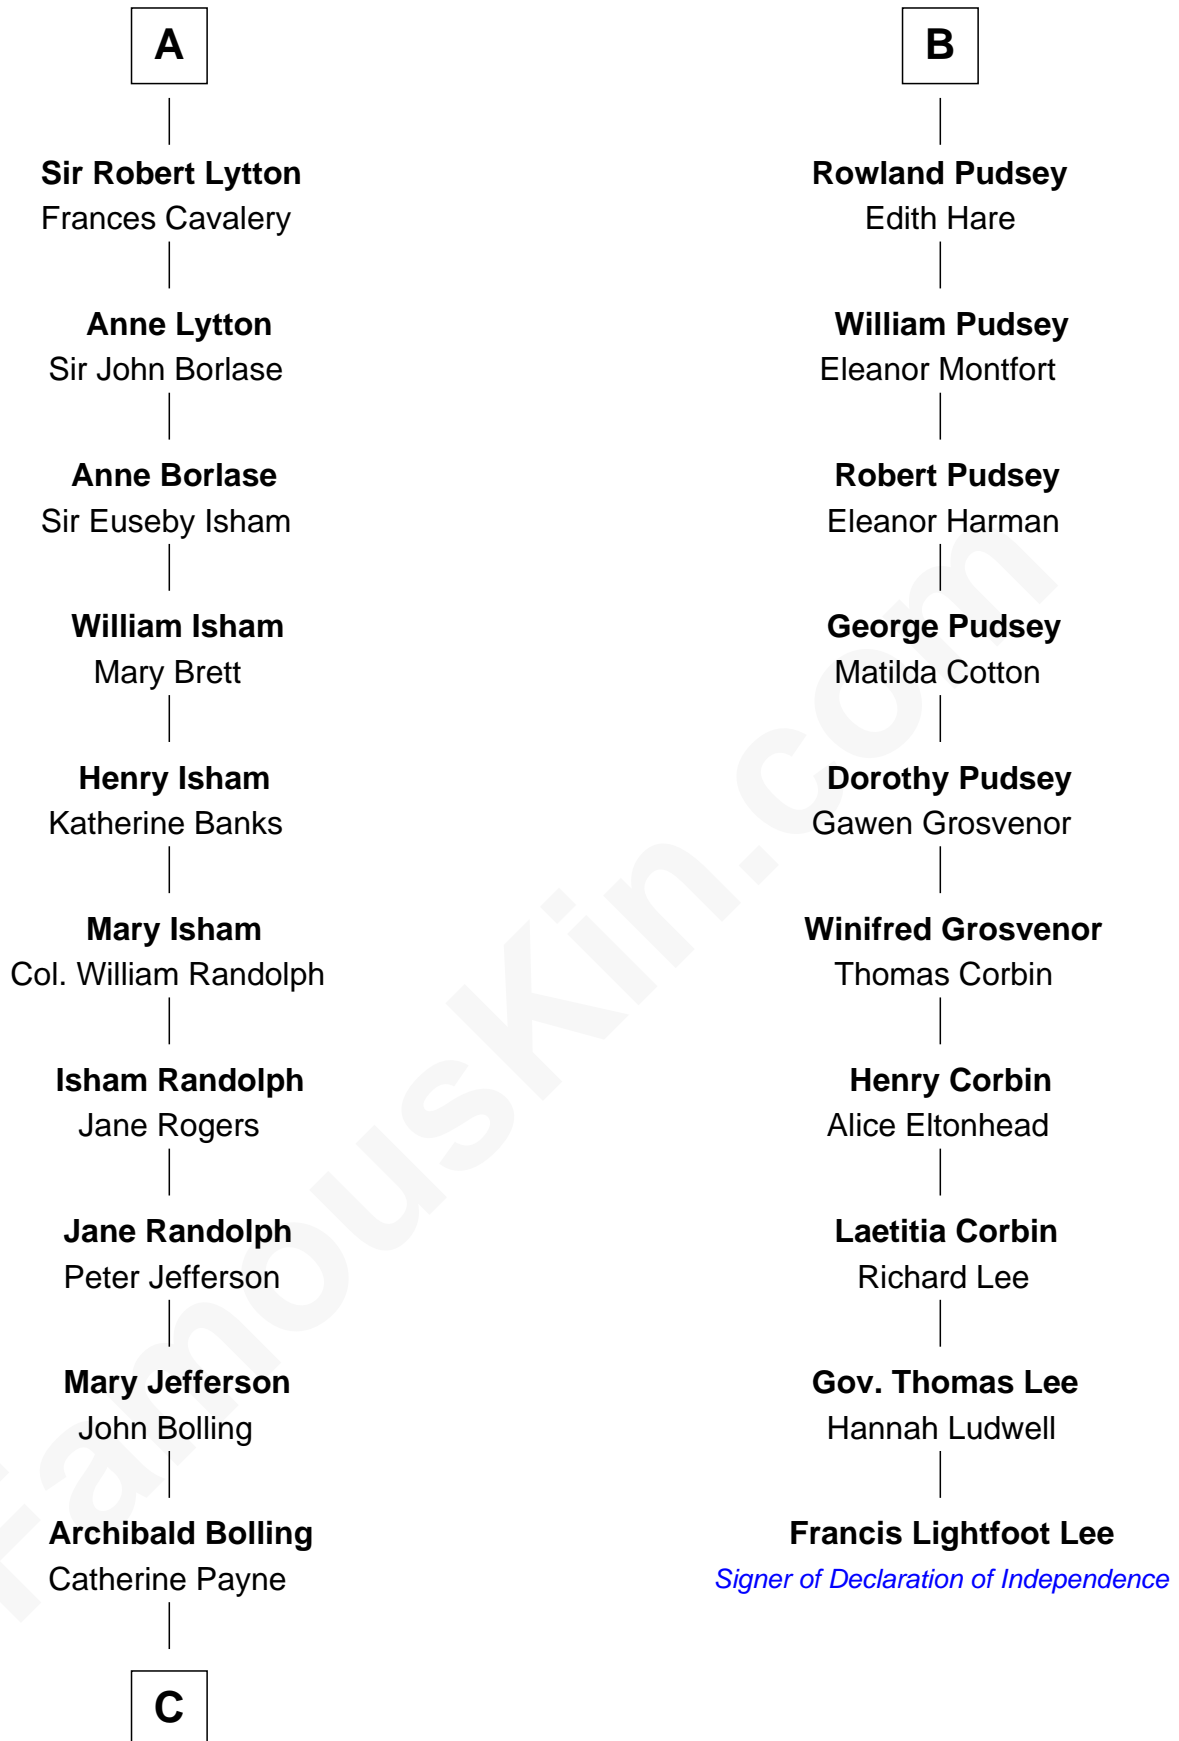 A
Sir Robert Lytton
Frances Cavalery
Anne Lytton
Sir John Borlase
Anne Borlase
Sir Euseby Isham
William Isham
Mary Brett
Henry Isham
Katherine Banks
Mary Isham
Col. William Randolph
Isham Randolph
Jane Rogers
Jane Randolph
Peter Jefferson
Mary Jefferson
John Bolling
Archibald Bolling
Catherine Payne
C
B
Rowland Pudsey
Edith Hare
William Pudsey
Eleanor Montfort
Robert Pudsey
Eleanor Harman
George Pudsey
Matilda Cotton
Dorothy Pudsey
Gawen Grosvenor
Winifred Grosvenor
Thomas Corbin
Henry Corbin
Alice Eltonhead
Laetitia Corbin
Richard Lee
Gov. Thomas Lee
Hannah Ludwell
Francis Lightfoot Lee
Signer of Declaration of Independence
FamousKin.com